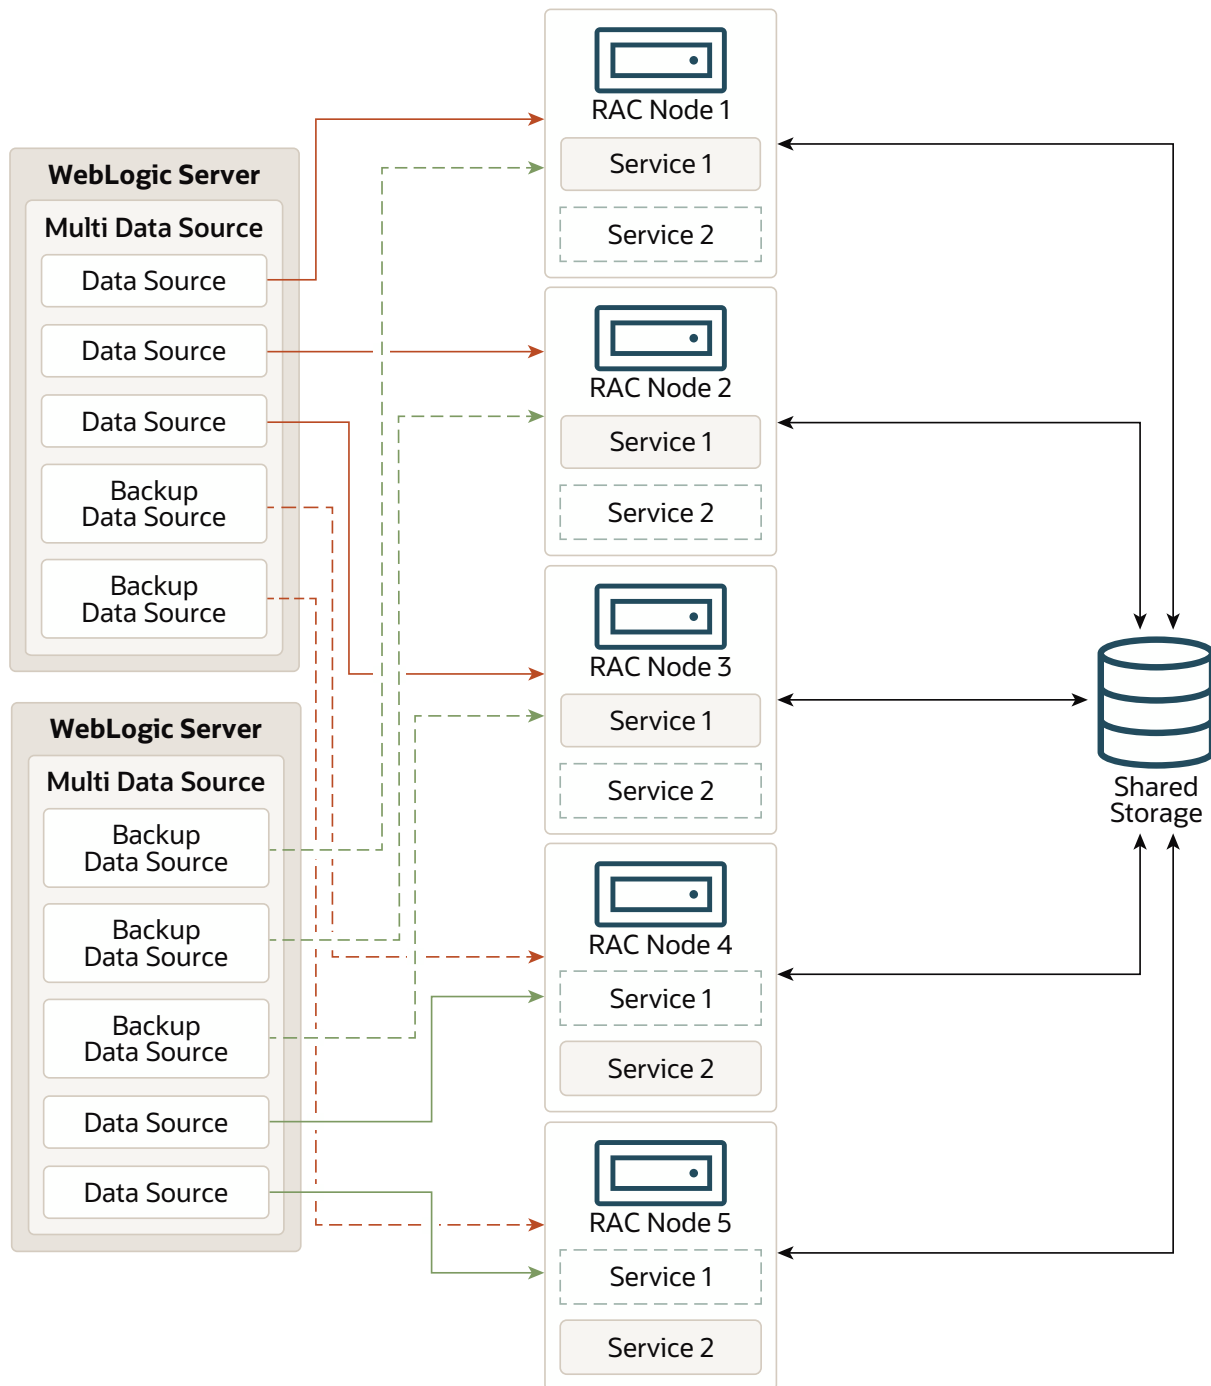 WebLogic Server
Multi Data Source
Data Source
Data Source
Data Source
Backup
Data Source
Backup
Data Source
WebLogic Server
Multi Data Source
Backup
Data Source
Backup
Data Source
Backup
Data Source
Data Source
Data Source
RAC Node 1
Service 1
Service 2
RAC Node 2
Service 1
Service 2
RAC Node 3
Service 1
Service 2
RAC Node 4
Service 1
Service 2
RAC Node 5
Service 1
Service 2
Shared
Storage